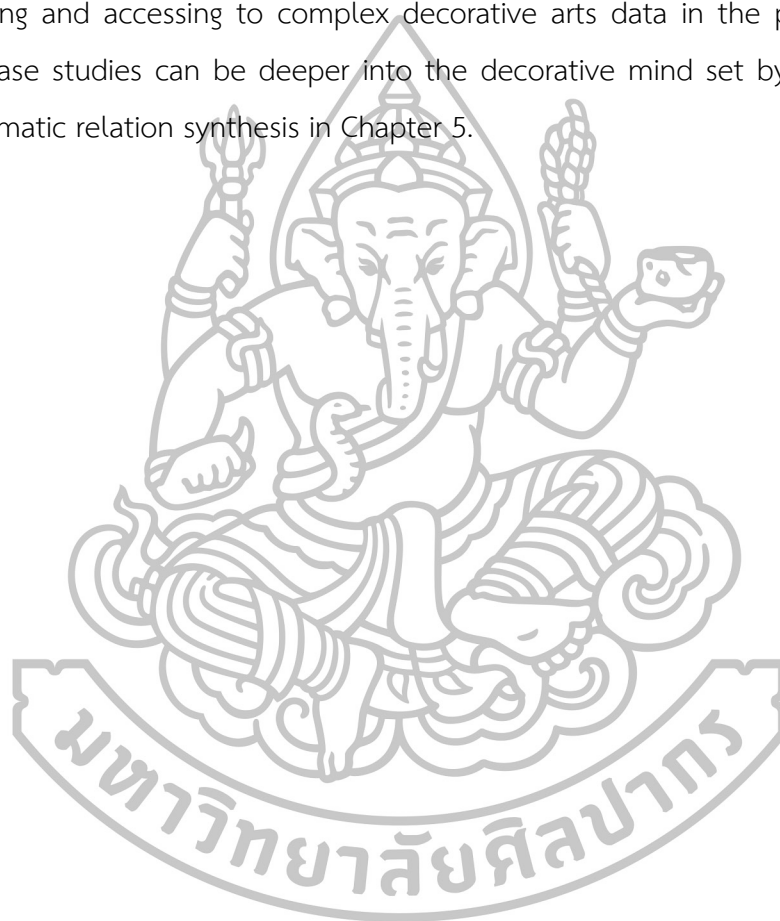 ng and accessing to complex decorative arts data in the p
ase studies can be deeper into the decorative mind set by
matic relation synthesis in Chapter 5.
มหาวิทยาลัยศิลปากร